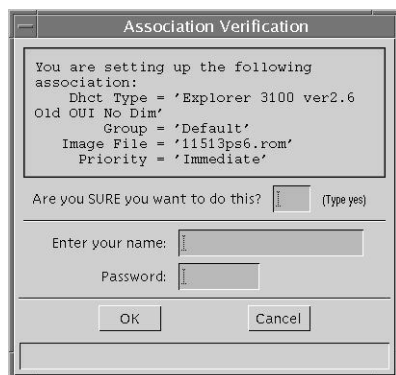 Association Verification
You are setting up the following
association:
Dhct Type = 'Explorer 3100 ver2.6
Old OUI No Dim'
Group = 'Default'
Image File = '11513ps6.rom'
Priority = 'Immediate'
Are you SURE you want to do this? (Type yes)
Enter your name:
Password:
OK Cancel